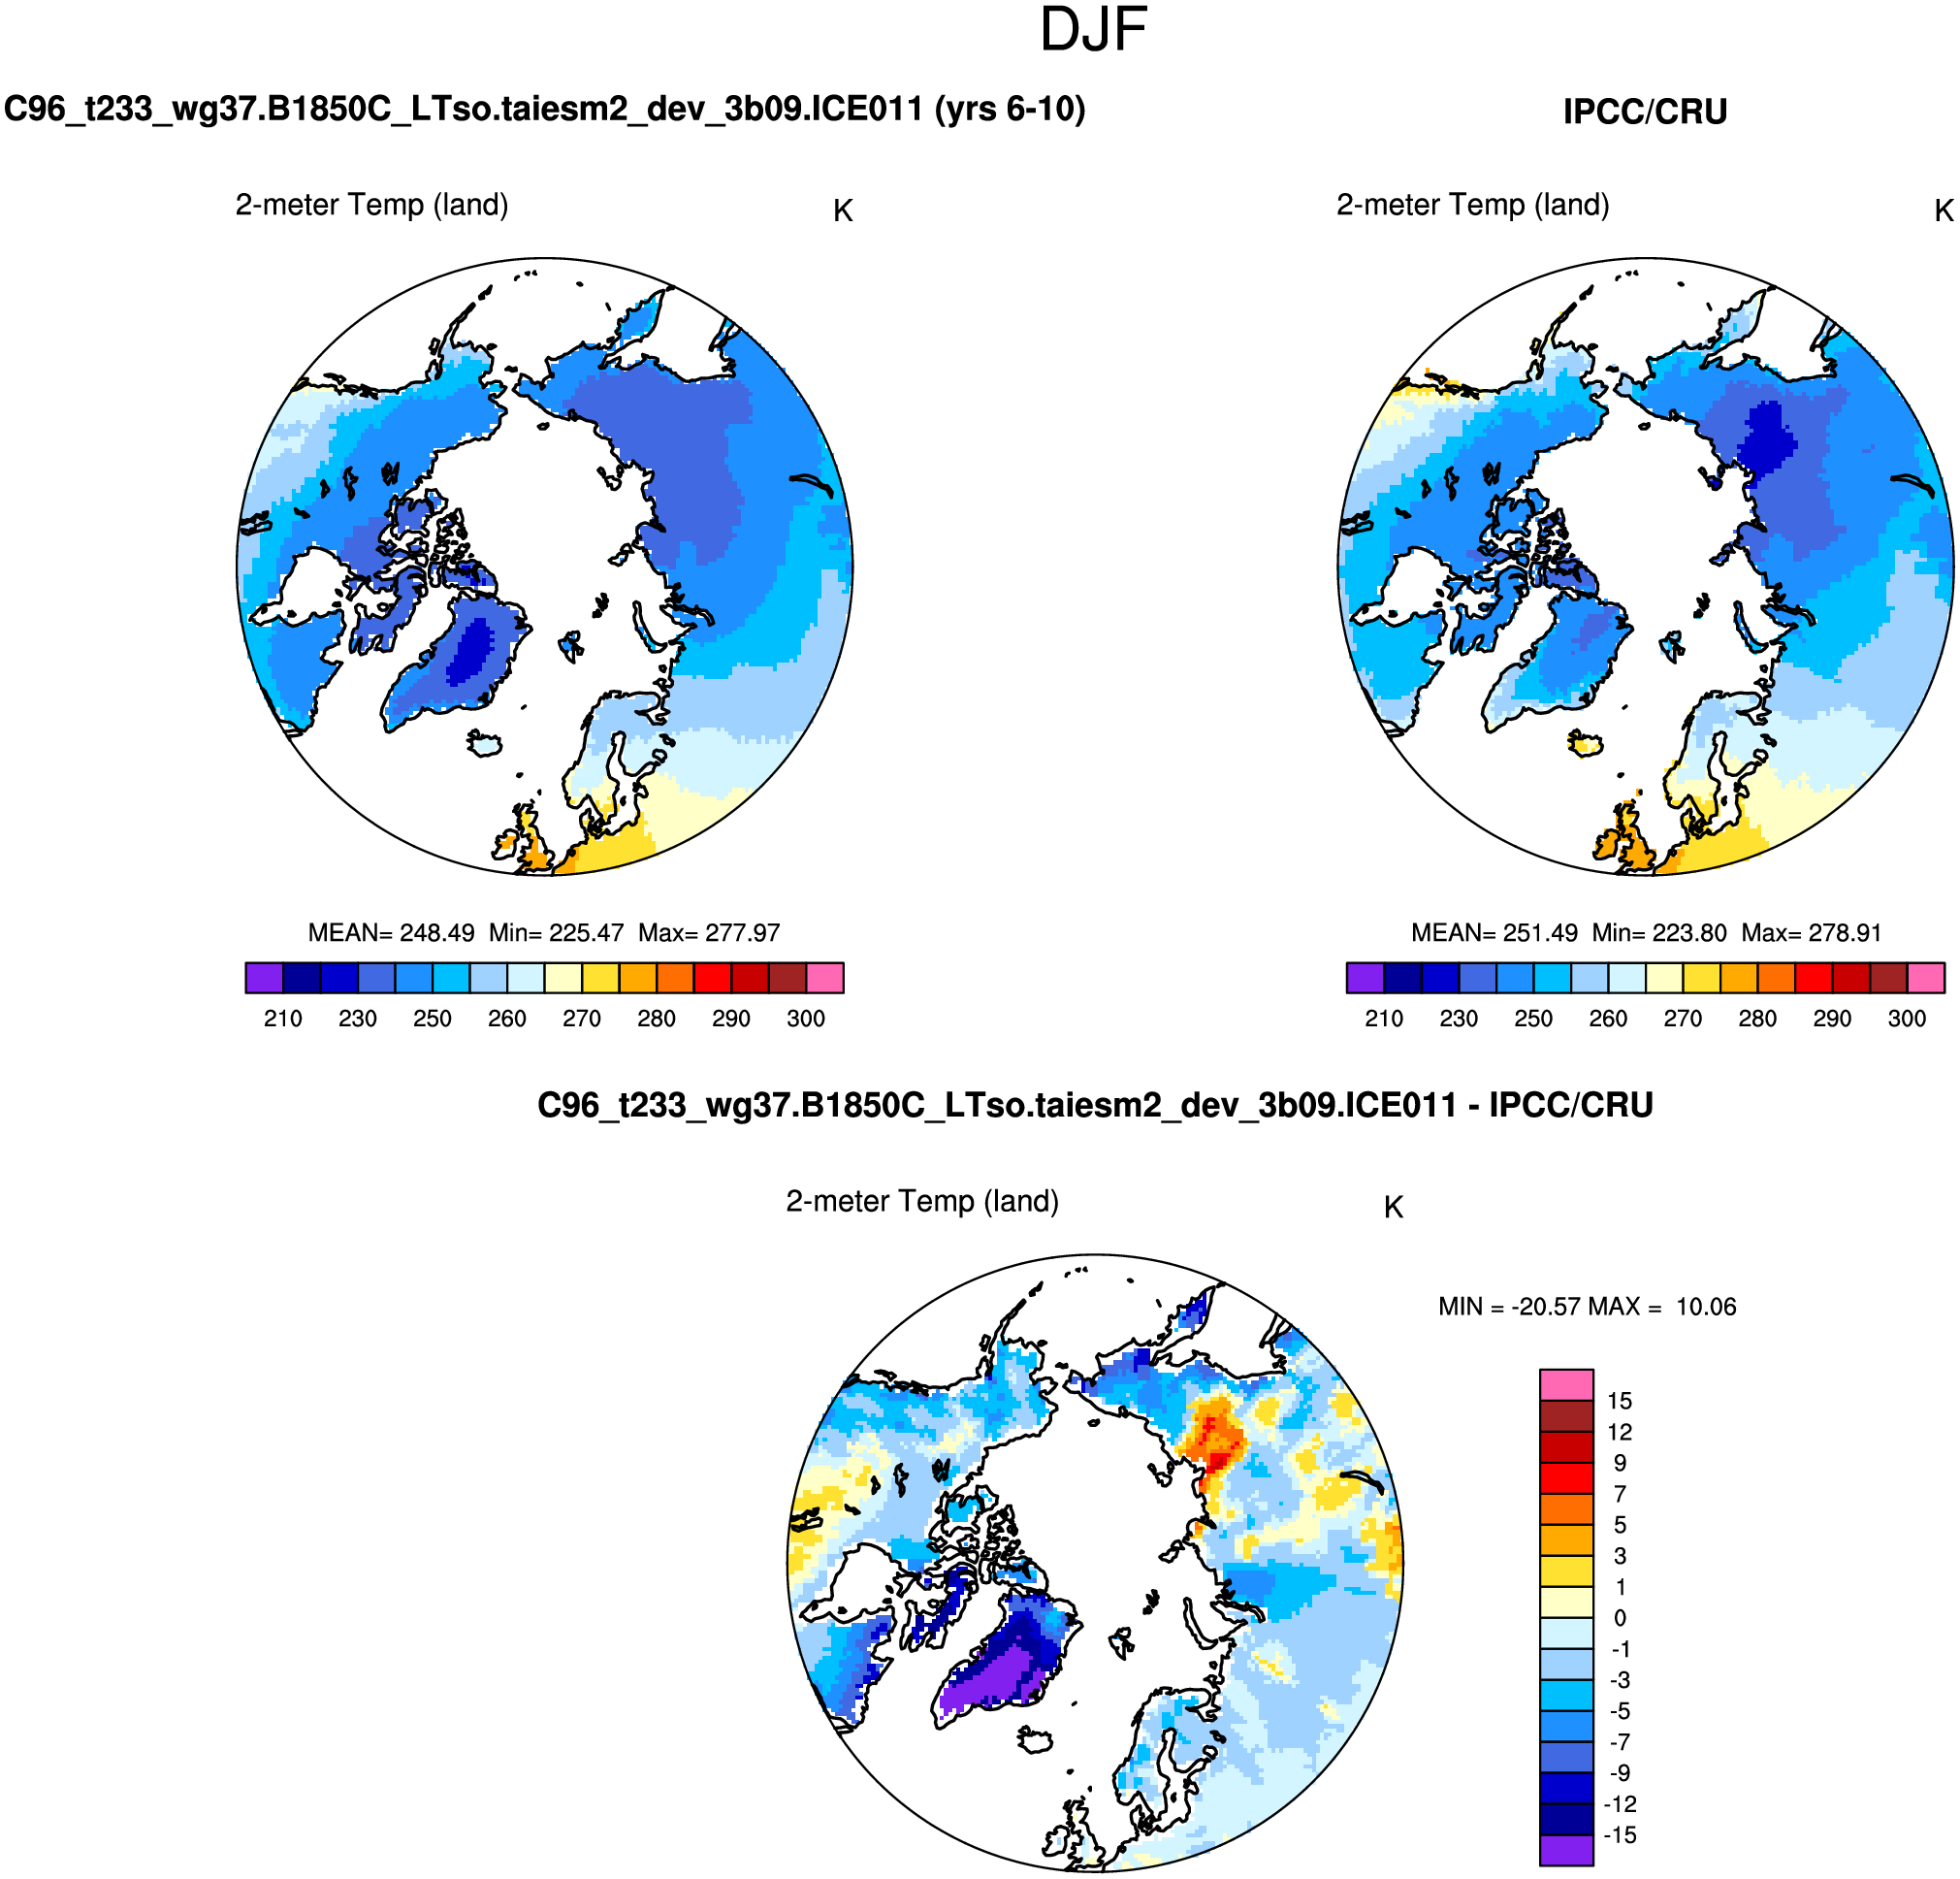 DJF
C96_t233_wg37.B1850C_LTso.taiesm2_dev_3b09.ICE011 (yrs 6-10)
IPCC/CRU
2-meter Temp (land) K
2-meter Temp (land) K
MEAN= 248.49 Min= 225.47 Max= 277.97
MEAN= 251.49 Min= 223.80 Max= 278.91
210 230 250 260 270 280 290 300
210 230 250 260 270 280 290 300
C96_t233_wg37.B1850C_LTso.taiesm2_dev_3b09.ICE011 - IPCC/CRU
2-meter Temp (land) K
MIN = -20.57 MAX = 10.06
15
12
9
7
5
3
1
0
-1
-3
-5
-7
-9
-12
-15